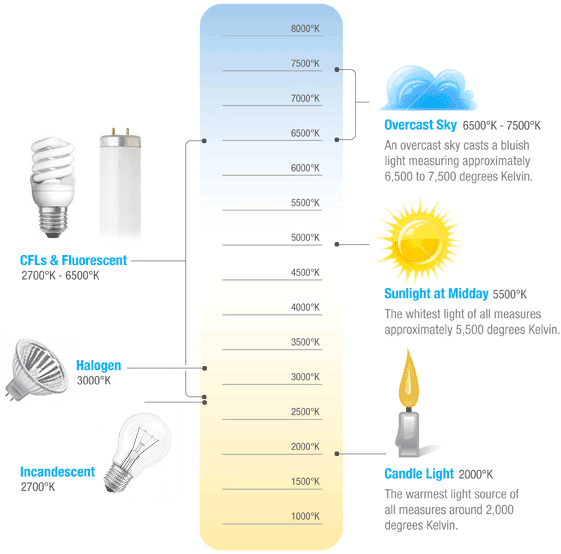 8000°K
7500°K
7000°K
6500°K
6000°K
5500°K
5000°K
4500°K
4000°K
3500°K
3000°K
2500°K
2000°K
1500°K
1000°K
CFLs & Fluorescent
2700°K - 6500°K
Halogen
3000°K
Incandescent
2700°K
Overcast Sky 6500°K - 7500°K
An overcast sky casts a bluish
light measuring approximately
6,500 to 7,500 degrees Kelvin.
Sunlight at Midday 5500°K
The whitest light of all measures
approximately 5,500 degrees Kelvin.
Candle Light 2000°K
The warmest light source of
all measures around 2,000
degrees Kelvin.